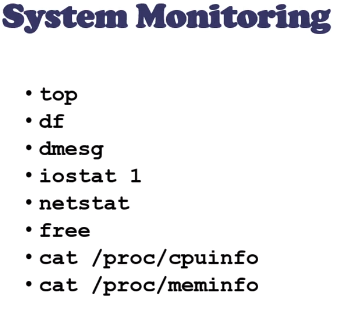 System Monitoring
• top
• df
• dmesg
• iostat 1
• netstat
• free
• cat /proc/cpuinfo
• cat /proc/meminfo